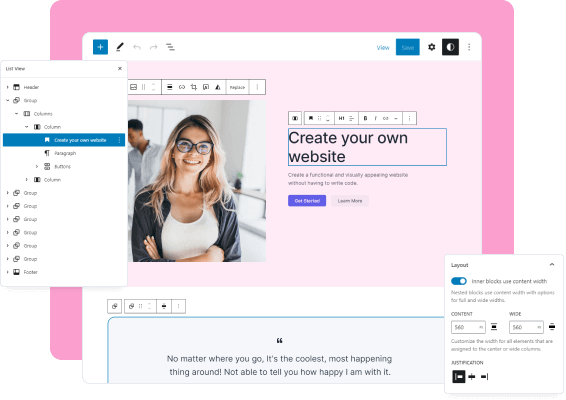 View
Save
List View
Header
Group
Columns
Column
Create your own website
Paragraph
Buttons
Column
Group
Group
Group
Group
Group
Group
Footer
Replace
H1
B I
Create your own
website
Create a functional and visually appearing website
without having to write code.
Get Started Learn More
“
No matter where you go, It's the coolest, most happening
thing around! Not able to tell you how happy I am with it.
Layout
Inner blocks use content width
Nested blocks use content width with options
for full and wide widths.
CONTENT WIDE
560 560
Customize the width for all elements that are
assigned to the center or wide columns.
JUSTIFICATION